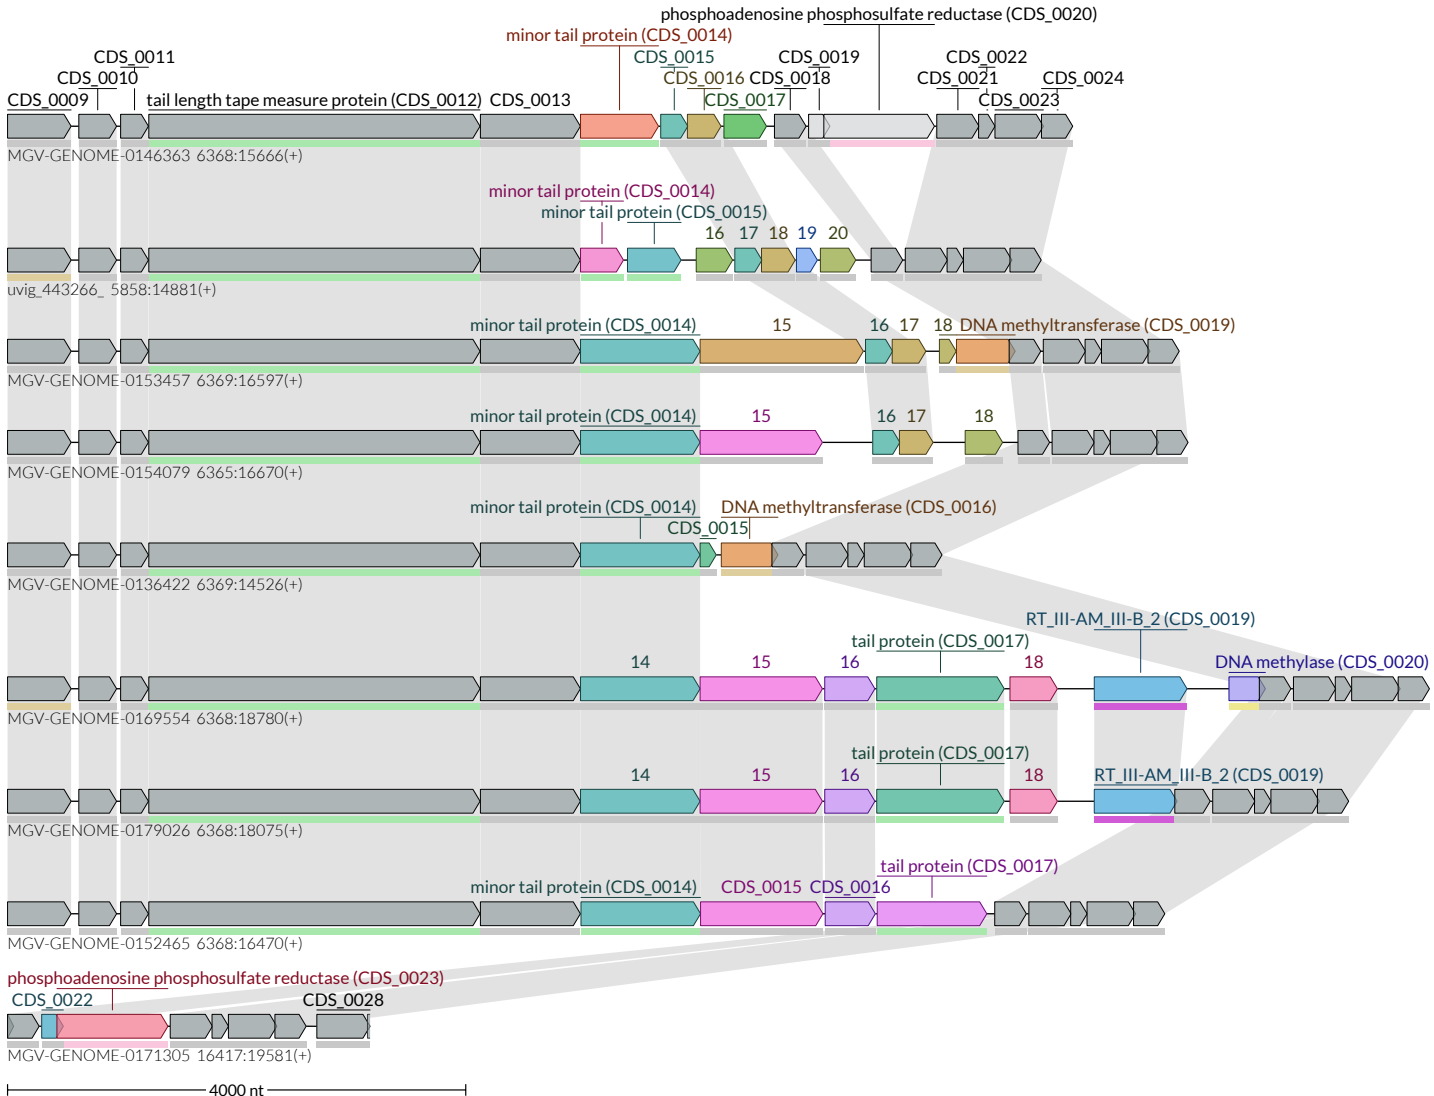 phosphoadenosine phosphosulfate reductase (CDS_0020)
minor tail protein (CDS_0014)
CDS_0011 CDS_0015 CDS_0019 CDS_0022
CDS_0010 CDS_0016 CDS_0018 CDS_0021 CDS_0024
CDS_0009 tail length tape measure protein (CDS_0012) CDS_0013 CDS_0017 CDS_0023
MGV-GENOME-0146363 6368:15666(+)
minor tail protein (CDS_0014)
minor tail protein (CDS_0015)
16 17 18 19 20
uvig_443266_ 5858:14881(+)
minor tail protein (CDS_0014) 15 16 17 18 DNA methyltransferase (CDS_0019)
MGV-GENOME-0153457 6369:16597(+)
minor tail protein (CDS_0014) 15 16 17 18
MGV-GENOME-0154079 6365:16670(+)
minor tail protein (CDS_0014) DNA methyltransferase (CDS_0016)
CDS_0015
MGV-GENOME-0136422 6369:14526(+)
RT_III-AM_III-B_2 (CDS_0019)
tail protein (CDS_0017)
14 15 16 18 DNA methylase (CDS_0020)
MGV-GENOME-0169554 6368:18780(+)
tail protein (CDS_0017)
14 15 16 18 RT_III-AM_III-B_2 (CDS_0019)
MGV-GENOME-0179026 6368:18075(+)
tail protein (CDS_0017)
minor tail protein (CDS_0014) CDS_0015 CDS_0016
MGV-GENOME-0152465 6368:16470(+)
phosphoadenosine phosphosulfate reductase (CDS_0023)
CDS_0022 CDS_0028
MGV-GENOME-0171305 16417:19581(+)
4000 nt